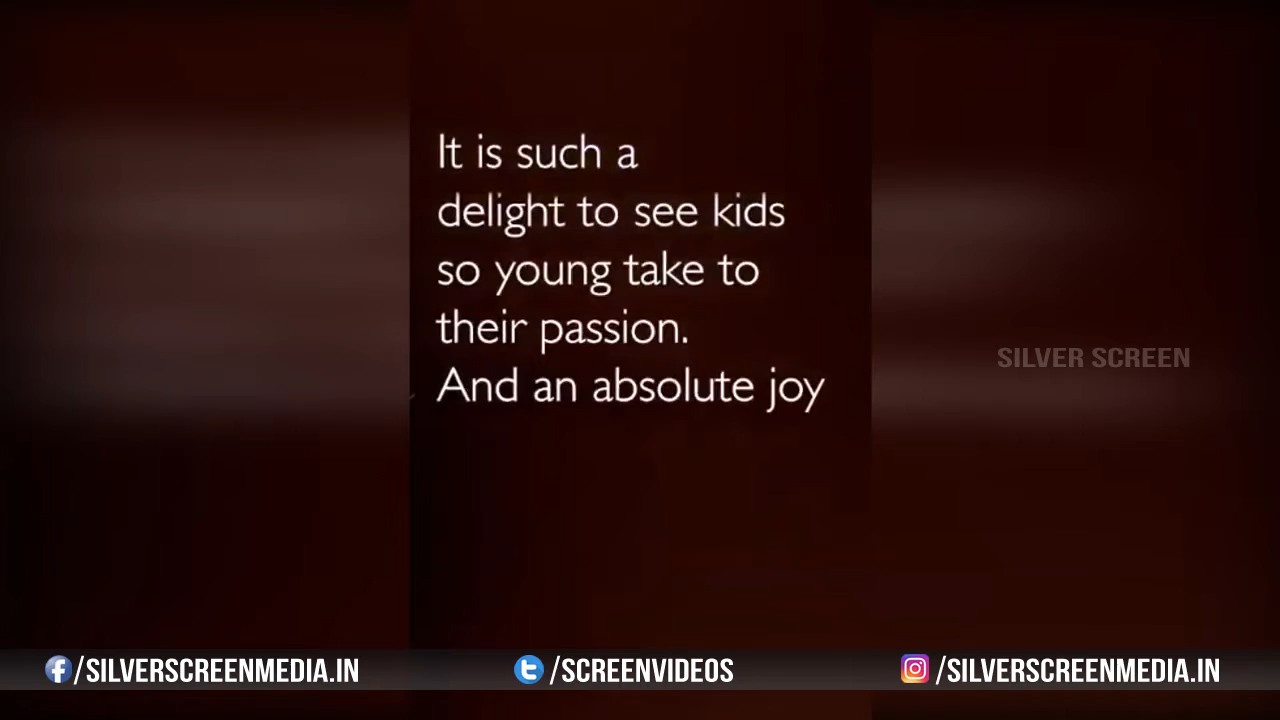 It is such a
delight to see kids
so young take to
their passion.
And an absolute joy
SILVER SCREEN
/SILVERSCREENMEDIA.IN
/SCREENVIDEOS
/SILVERSCREENMEDIA.IN